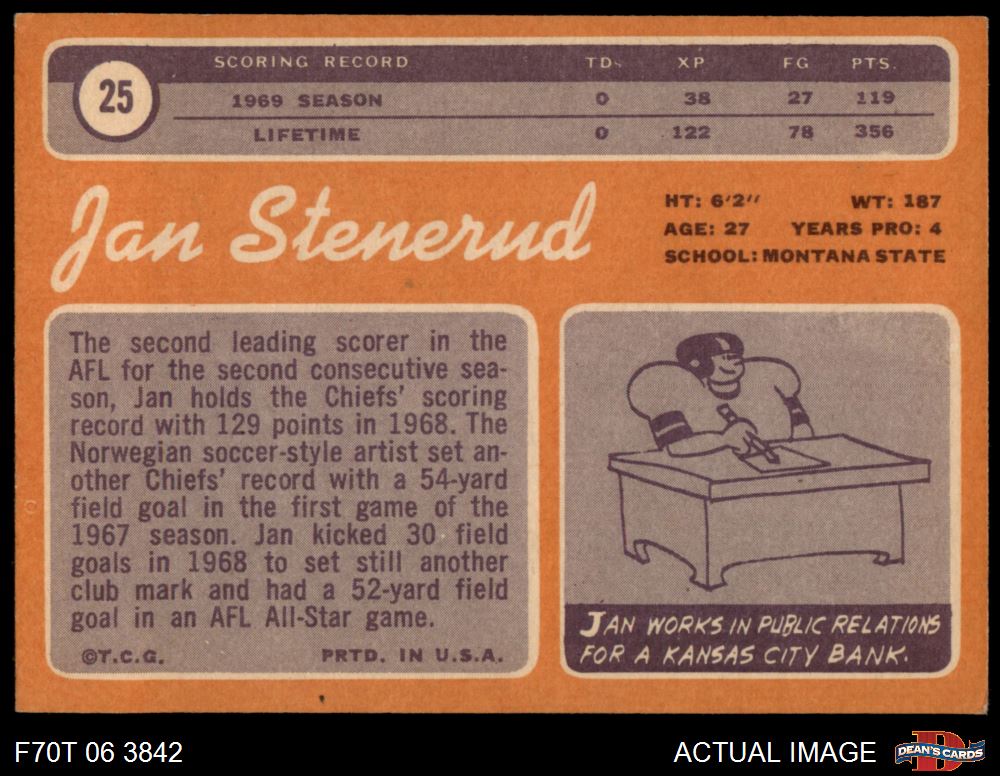 25
SCORING RECORD TD XP FG PTS.
1969 SEASON 0 38 27 119
LIFETIME 0 122 78 356
Jan Stenerud
HT: 6'2" WT: 187
AGE: 27 YEARS PRO: 4
SCHOOL: MONTANA STATE
The second leading scorer in the
AFL for the second consecutive sea-
son, Jan holds the Chiefs' scoring
record with 129 points in 1968. The
Norwegian soccer-style artist set an-
other Chiefs' record with a 54-yard
field goal in the first game of the
1967 season. Jan kicked 30 field
goals in 1968 to set still another
club mark and had a 52-yard field
goal in an AFL All-Star game.
©T.C.G. PRTD. IN U.S.A.
JAN WORKS IN PUBLIC RELATIONS
FOR A KANSAS CITY BANK.
F70T 06 3842
ACTUAL IMAGE
DEAN'S CARDS